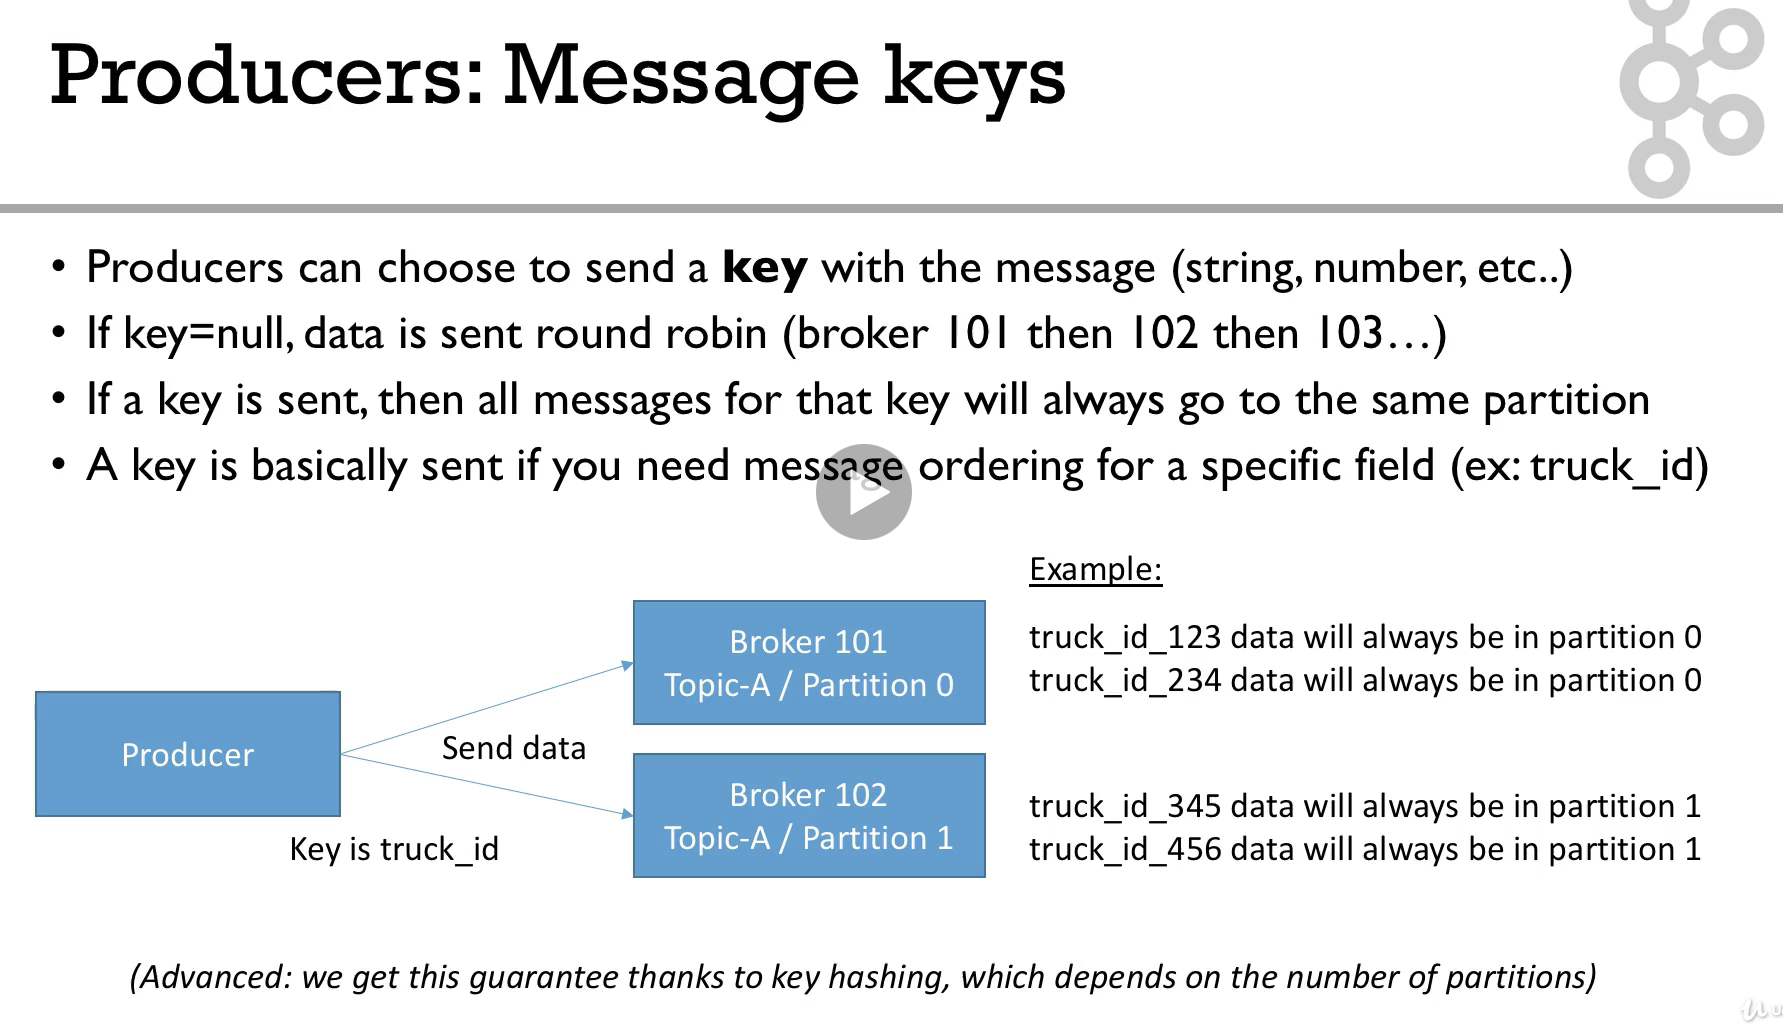 Producers: Message keys
• Producers can choose to send a key with the message (string, number, etc..)
• If key=null, data is sent round robin (broker 101 then 102 then 103…)
• If a key is sent, then all messages for that key will always go to the same partition
• A key is basically sent if you need message ordering for a specific field (ex: truck_id)
Example:
Broker 101
Topic-A / Partition 0
truck_id_123 data will always be in partition 0
truck_id_234 data will always be in partition 0
Producer
Send data
Key is truck_id
Broker 102
Topic-A / Partition 1
truck_id_345 data will always be in partition 1
truck_id_456 data will always be in partition 1
(Advanced: we get this guarantee thanks to key hashing, which depends on the number of partitions)